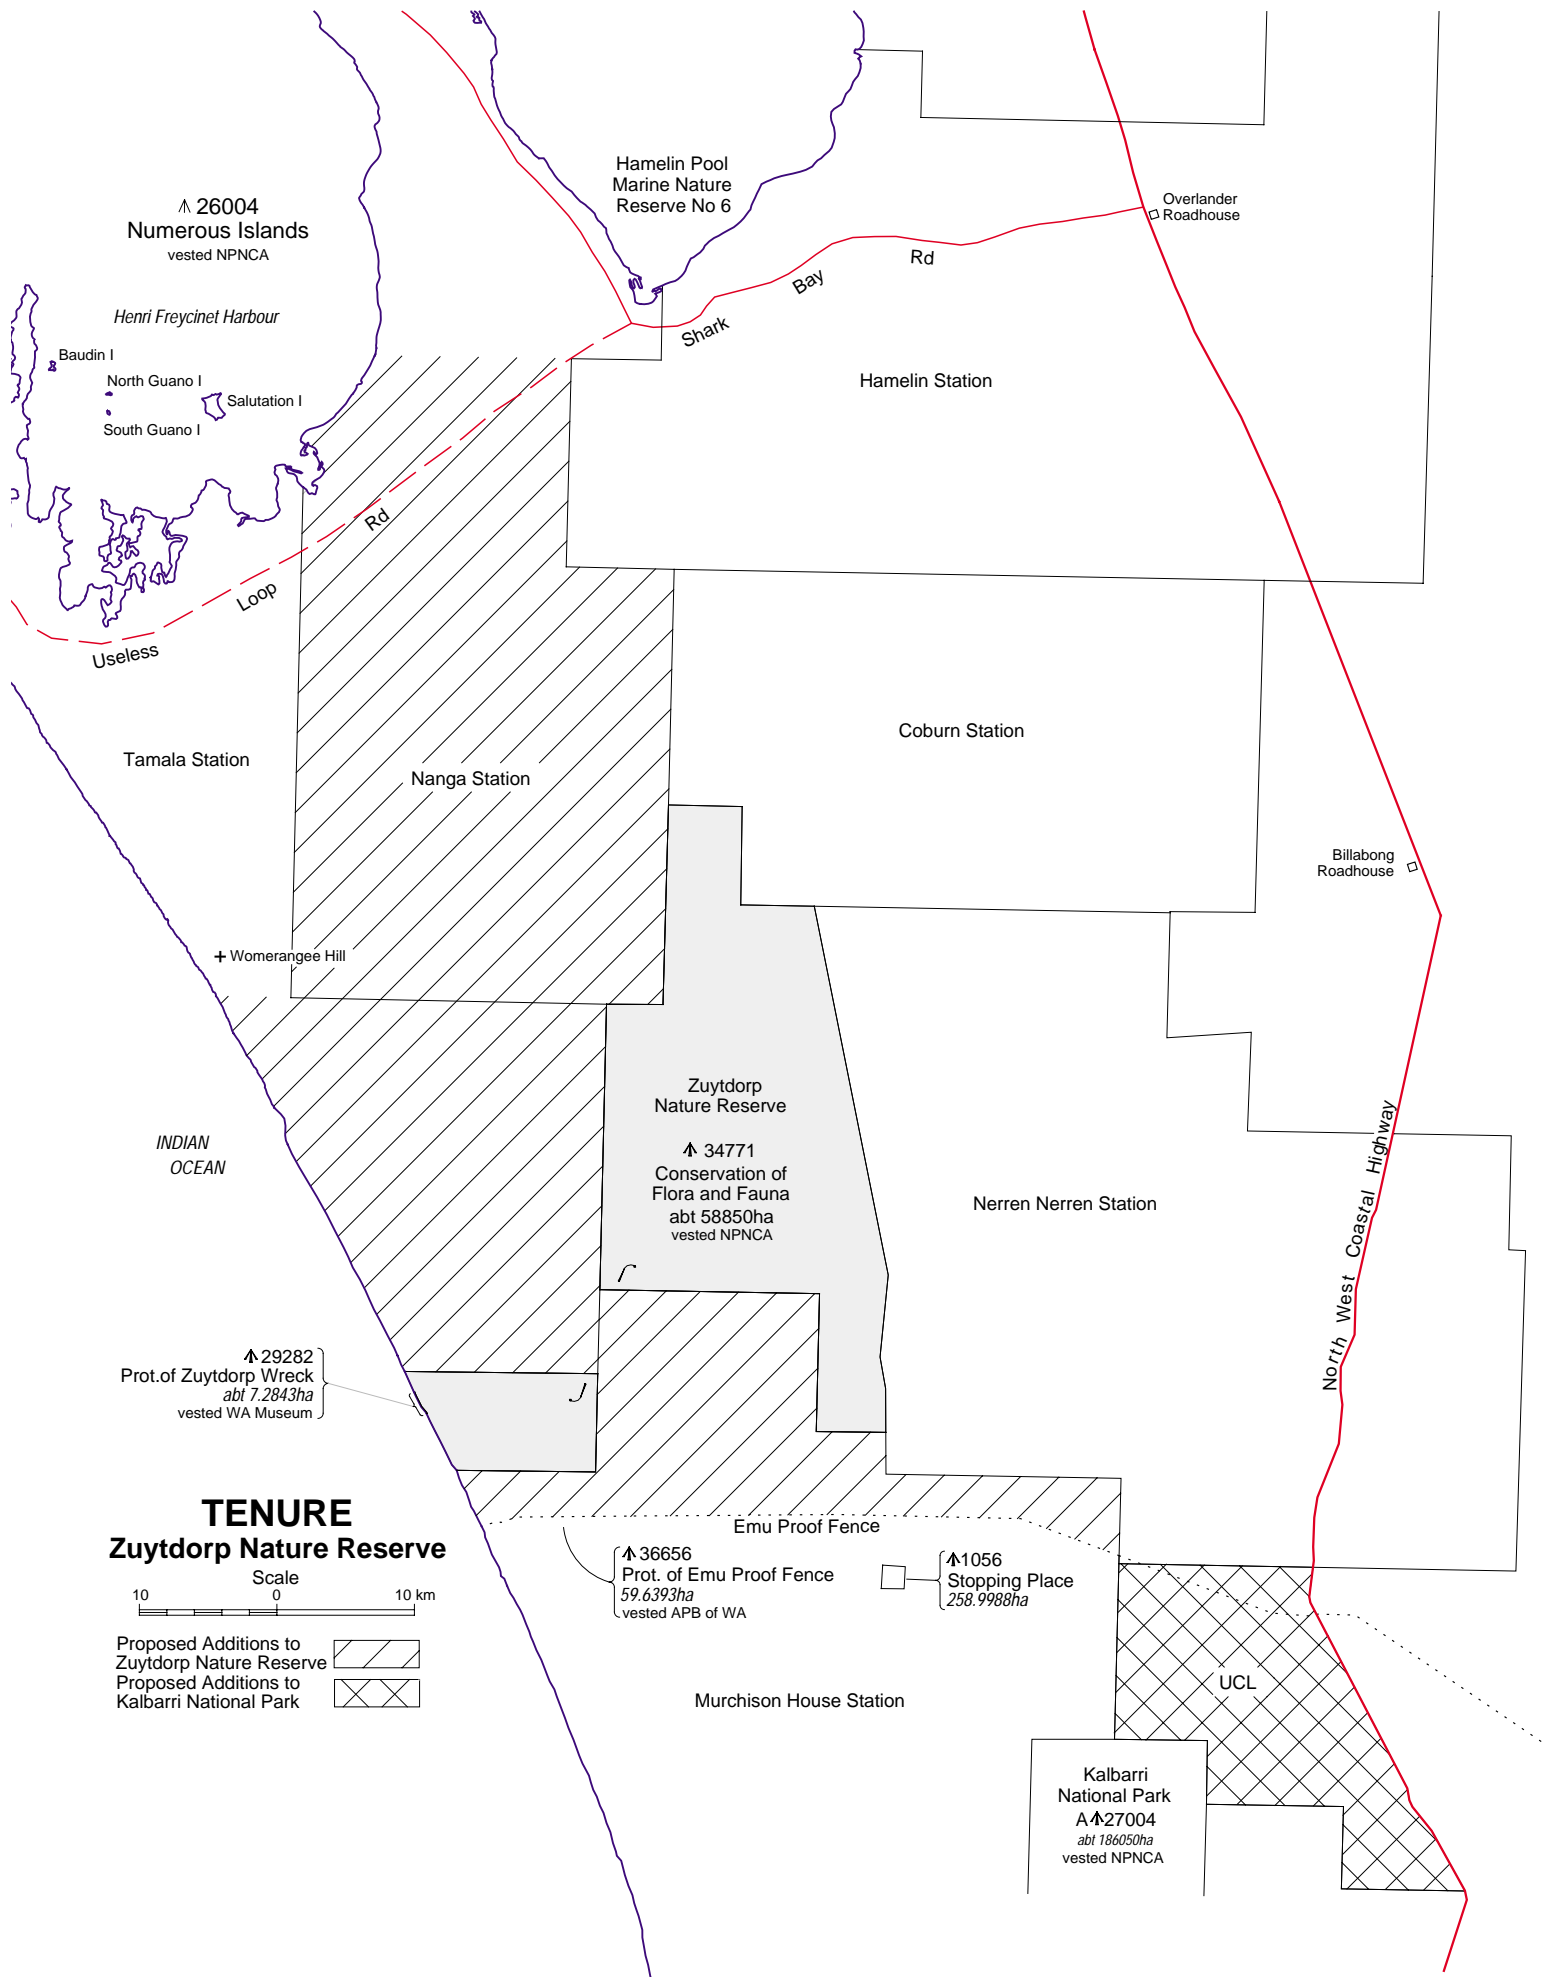 Hamelin Pool
Marine Nature
Reserve No 6
26004
Numerous Islands
vested NPNCA
Overlander
Roadhouse
Henri Freycinet Harbour
Shark Bay Rd
Baudin I
North Guano I
Salutation I
South Guano I
Hamelin Station
Useless Loop Rd
Tamala Station
Nanga Station
Coburn Station
Billabong
Roadhouse
Womerangee Hill
Zuytdorp
Nature Reserve
34771
Conservation of
Flora and Fauna
abt 58850ha
vested NPNCA
INDIAN
OCEAN
Nerren Nerren Station
North West Coastal Highway
29282
Prot.of Zuytdorp Wreck
abt 7.2843ha
vested WA Museum
TENURE
Zuytdorp Nature Reserve
Scale
10 0 10 km
Proposed Additions to
Zuytdorp Nature Reserve
Proposed Additions to
Kalbarri National Park
Emu Proof Fence
36656
Prot. of Emu Proof Fence
59.6393ha
vested APB of WA
1056
Stopping Place
258.9988ha
UCL
Murchison House Station
Kalbarri
National Park
A 27004
abt 186050ha
vested NPNCA